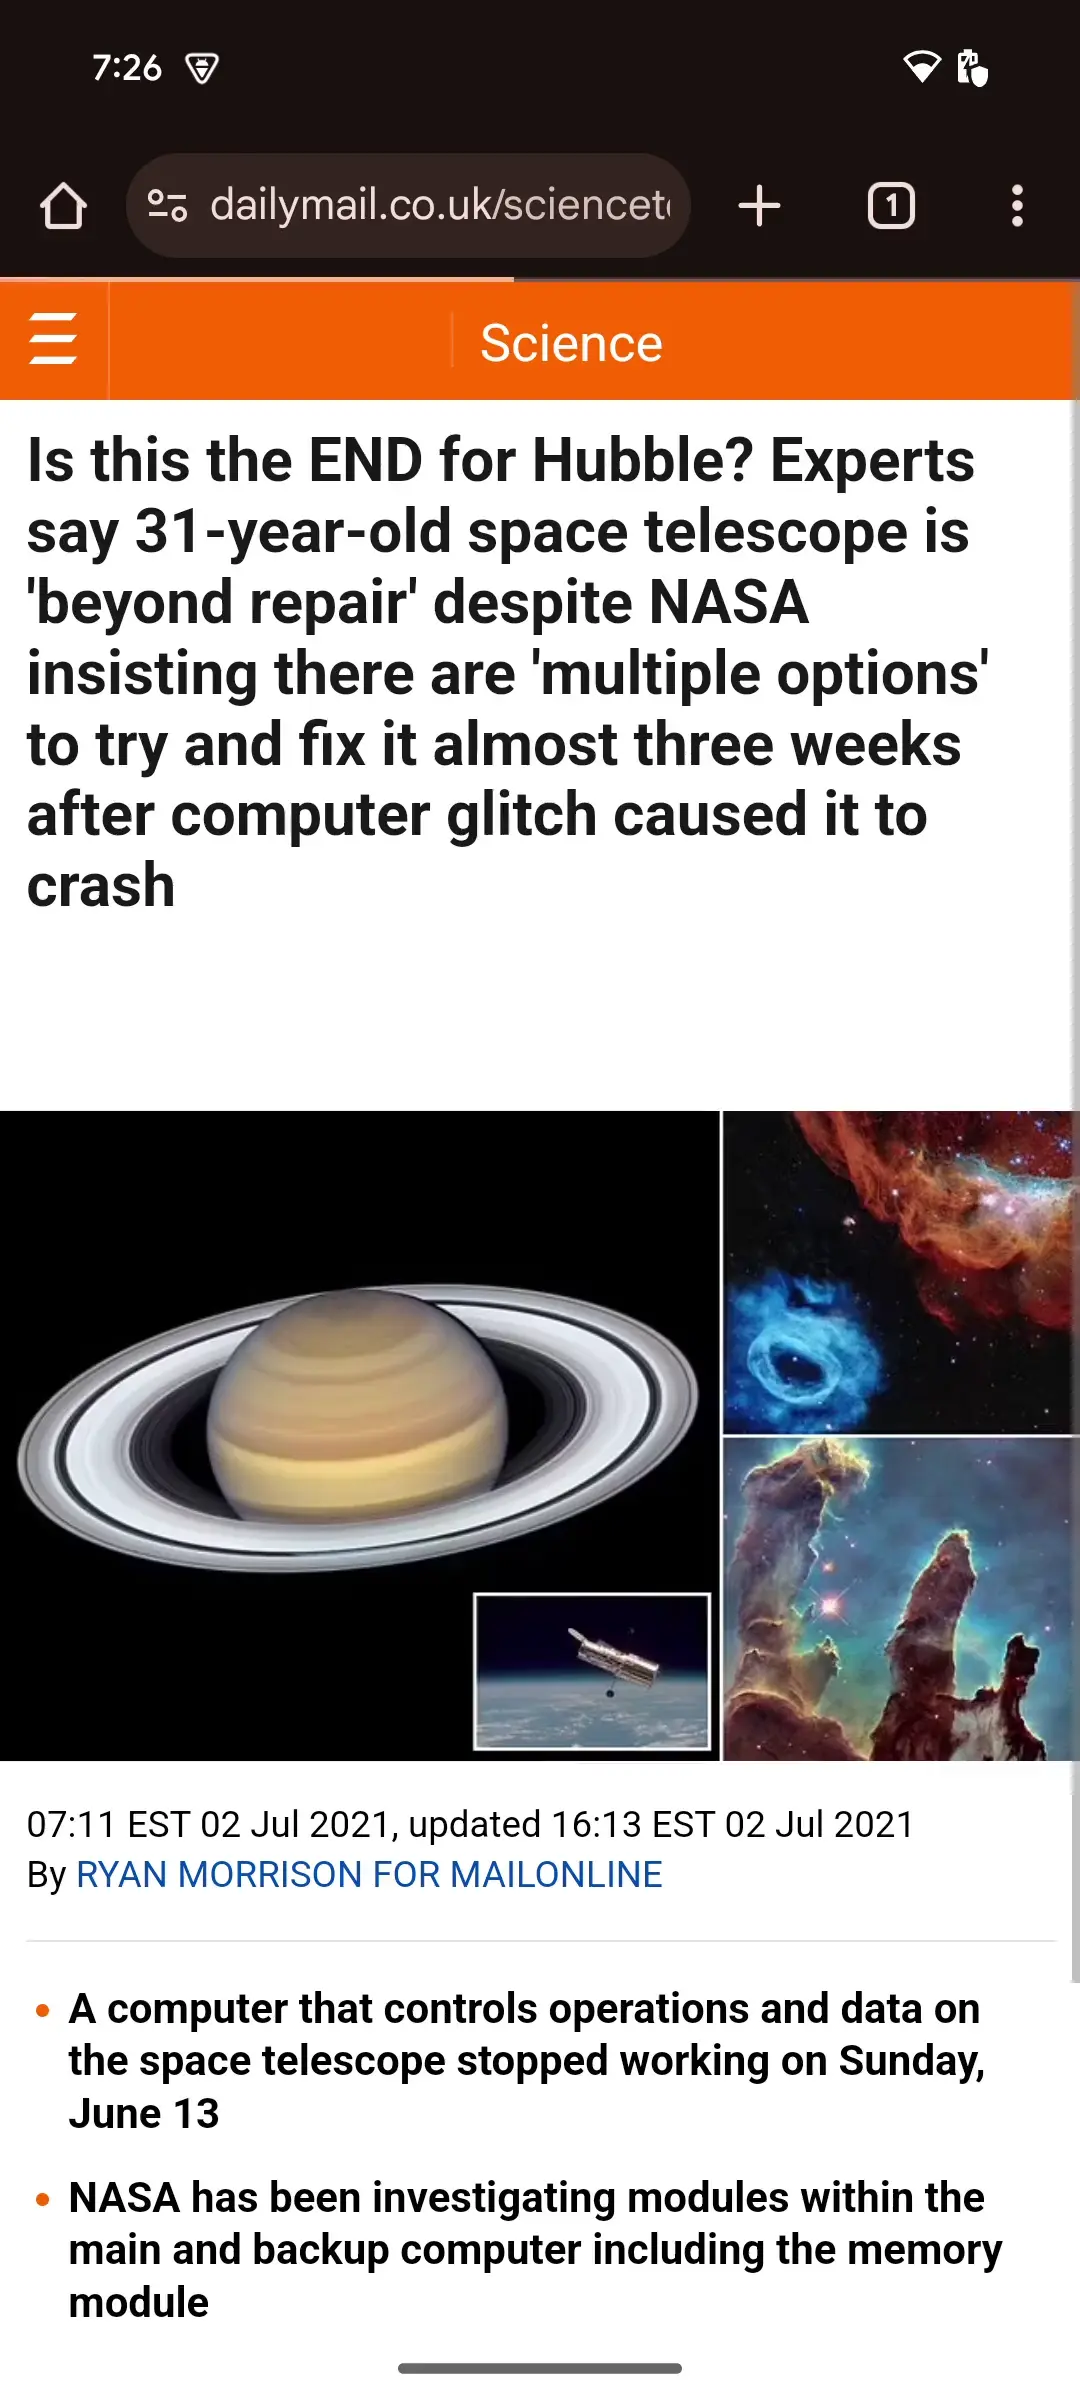 7:26
dailymail.co.uk/sciencet
1
Science
Is this the END for Hubble? Experts
say 31-year-old space telescope is
'beyond repair' despite NASA
insisting there are 'multiple options'
to try and fix it almost three weeks
after computer glitch caused it to
crash
07:11 EST 02 Jul 2021, updated 16:13 EST 02 Jul 2021
By RYAN MORRISON FOR MAILONLINE
• A computer that controls operations and data on
the space telescope stopped working on Sunday,
June 13
• NASA has been investigating modules within the
main and backup computer including the memory
module